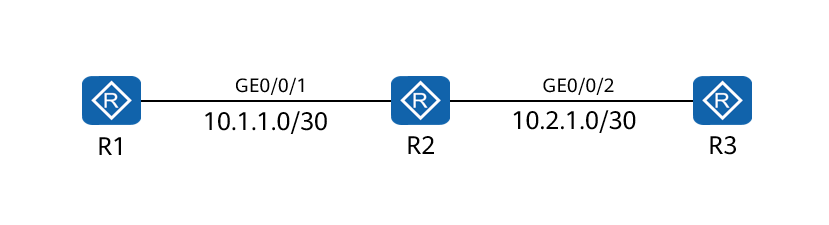 GE0/0/1
GE0/0/2
R
R
R
10.1.1.0/30
10.2.1.0/30
R1
R2
R3